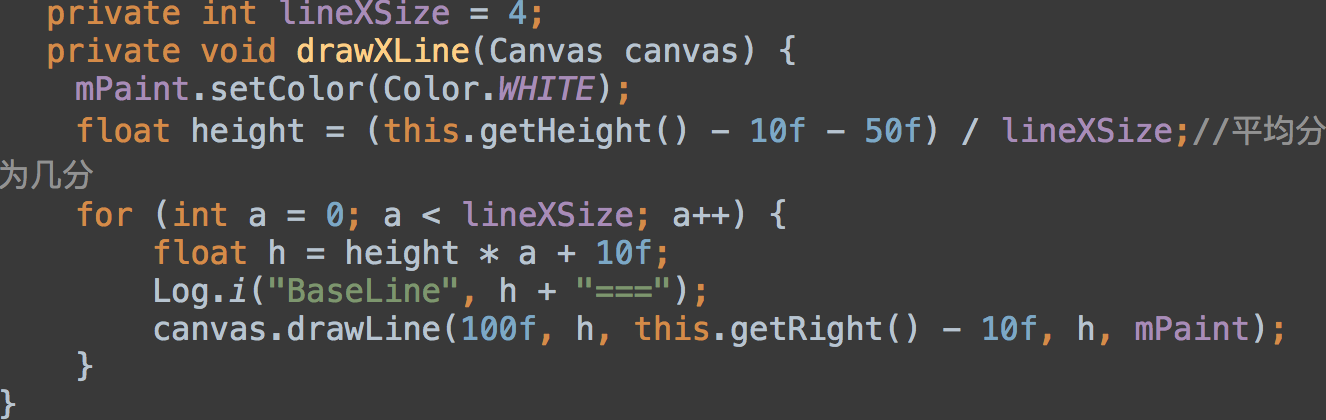 private int lineXSize = 4;
private void drawXLine(Canvas canvas) {
mPaint.setColor(Color.WHITE);
float height = (this.getHeight() - 10f - 50f) / lineXSize;//平均分
为几分
for (int a = 0; a < lineXSize; a++) {
float h = height * a + 10f;
Log.i("BaseLine", h + "===");
canvas.drawLine(100f, h, this.getRight() - 10f, h, mPaint);
}
}